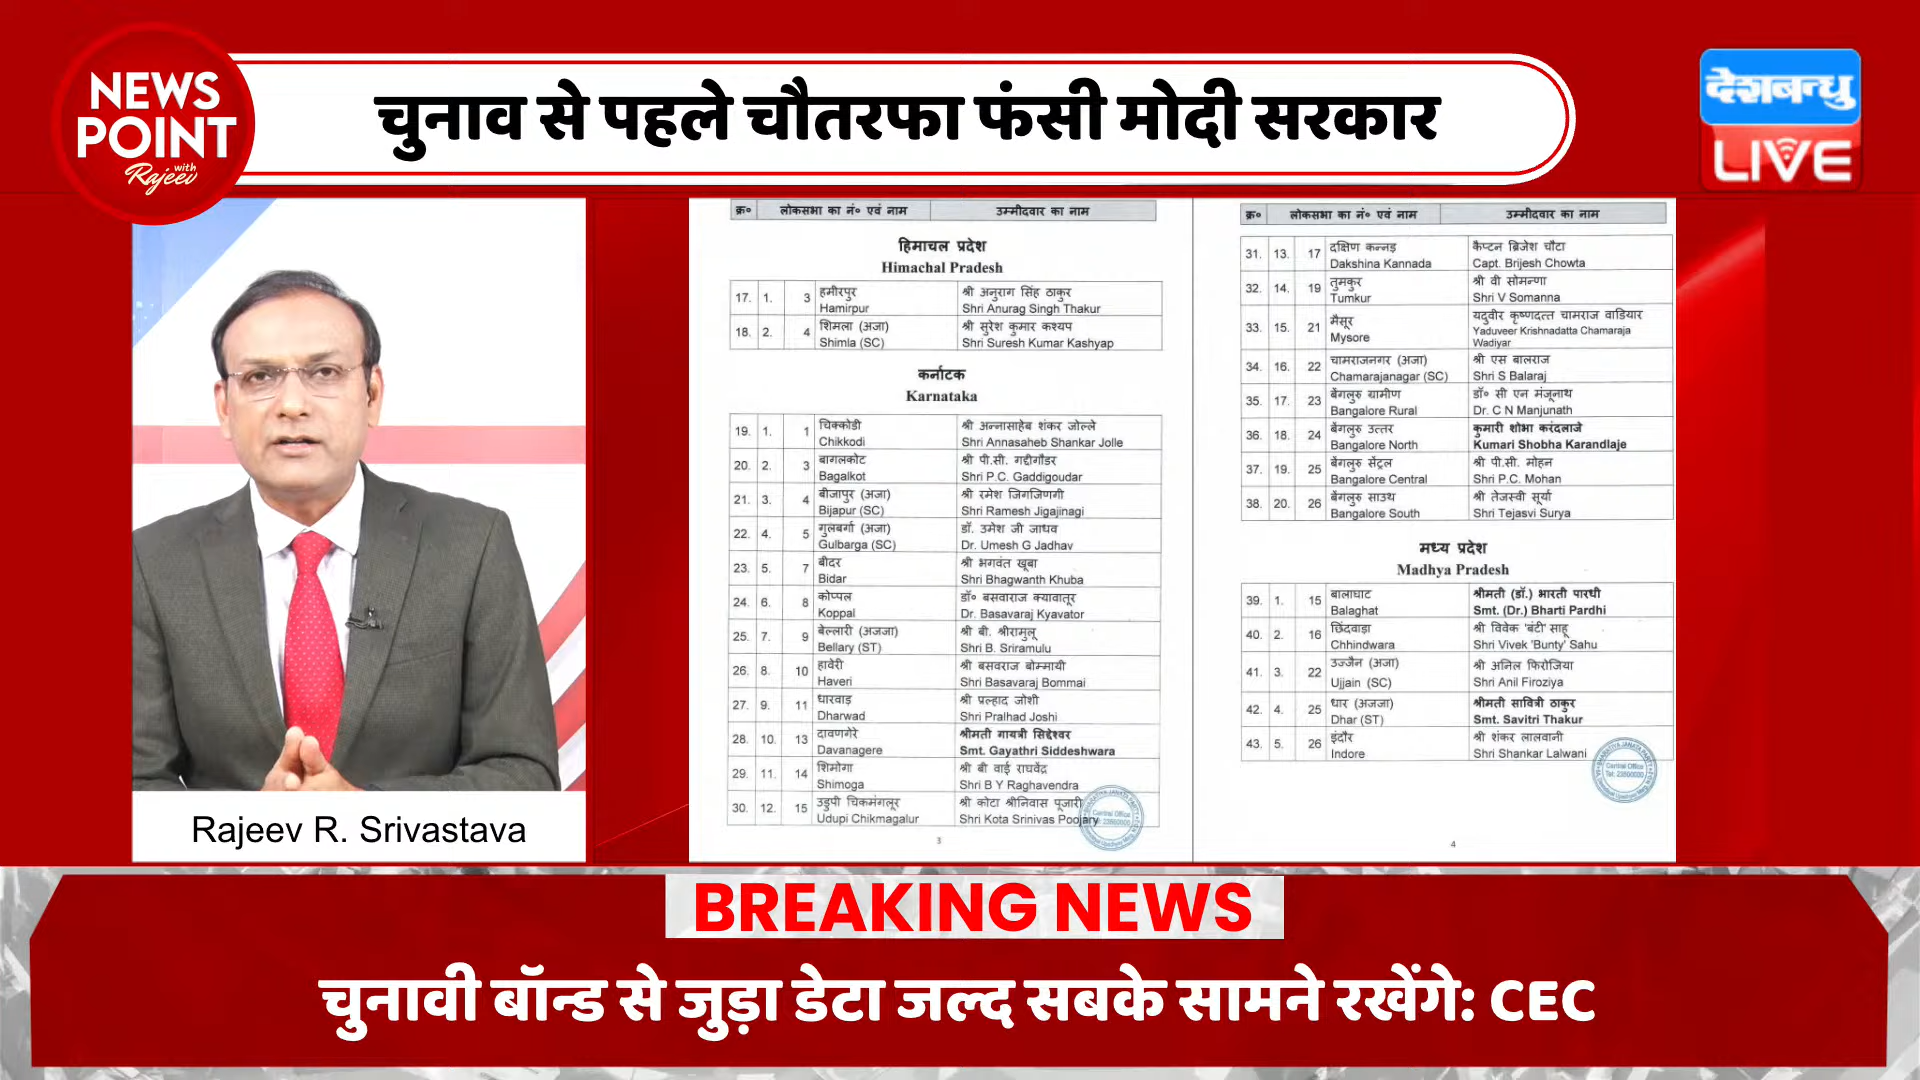 NEWS
POINT
with
Rajeev
चुनाव से पहले चौतरफा फंसी मोदी सरकार
देशबन्धु
LIVE
क्र० लोकसभा का नं० एवं नाम उम्मीदवार का नाम
हिमाचल प्रदेश
Himachal Pradesh
17. 1. 3 हमीरपुर श्री अनुराग सिंह ठाकुर
Hamirpur Shri Anurag Singh Thakur
18. 2. 4 शिमला (अजा) श्री सुरेश कुमार कश्यप
Shimla (SC) Shri Suresh Kumar Kashyap
कर्नाटक
Karnataka
19. 1. 1 चिक्कोडी श्री अन्नासाहेब शंकर जोल्ले
Chikkodi Shri Annasaheb Shankar Jolle
20. 2. 3 बागलकोट श्री पी.सी. गद्दीगौडर
Bagalkot Shri P.C. Gaddigoudar
21. 3. 4 बीजापुर (अजा) श्री रमेश जिगजिणगी
Bijapur (SC) Shri Ramesh Jigajinagi
22. 4. 5 गुलबर्गा (अजा) डॉ. उमेश जी जाधव
Gulbarga (SC) Dr. Umesh G Jadhav
23. 5. 7 बीदर श्री भगवंत खूबा
Bidar Shri Bhagwanth Khuba
24. 6. 8 कोप्पल डॉ० बसवाराज क्यावातूर
Koppal Dr. Basavaraj Kyavator
25. 7. 9 बेल्लारी (अजजा) श्री बी. श्रीरामुलू
Bellary (ST) Shri B. Sriramulu
26. 8. 10 हावेरी श्री बसवराज बोम्मायी
Haveri Shri Basavaraj Bommai
27. 9. 11 धारवाड़ श्री प्रल्हाद जोशी
Dharwad Shri Pralhad Joshi
28. 10. 13 दावणगेरे श्रीमती गायत्री सिद्देश्वर
Davanagere Smt. Gayathri Siddeshwara
29. 11. 14 शिमोगा श्री बी वाई राघवेंद्र
Shimoga Shri B Y Raghavendra
30. 12. 15 उडुपी चिकमंगलूर श्री कोटा श्रीनिवास पूजारी
Udupi Chikmagalur Shri Kota Srinivas Poojary
3
क्र० लोकसभा का नं० एवं नाम उम्मीदवार का नाम
31. 13. 17 दक्षिण कन्नड़ कैप्टन ब्रिजेश चौटा
Dakshina Kannada Capt. Brijesh Chowta
32. 14. 19 तुमकुर श्री वी सोमन्णा
Tumkur Shri V Somanna
33. 15. 21 मैसूर यदुवीर कृष्णदत्त चामराज वाडियार
Mysore Yaduveer Krishnadatta Chamaraja
Wadiyar
34. 16. 22 चामराजनगर (अजा) श्री एस बालराज
Chamarajanagar (SC) Shri S Balaraj
35. 17. 23 बेंगलुरु ग्रामीण डॉ० सी एन मंजूनाथ
Bangalore Rural Dr. C N Manjunath
36. 18. 24 बेंगलुरु उत्तर कुमारी शोभा करंदलाजे
Bangalore North Kumari Shobha Karandlaje
37. 19. 25 बेंगलुरु सेंट्रल श्री पी.सी. मोहन
Bangalore Central Shri P.C. Mohan
38. 20. 26 बेंगलुरु साउथ श्री तेजस्वी सूर्या
Bangalore South Shri Tejasvi Surya
मध्य प्रदेश
Madhya Pradesh
39. 1. 15 बालाघाट श्रीमती (डॉ.) भारती पारधी
Balaghat Smt. (Dr.) Bharti Pardhi
40. 2. 16 छिंदवाड़ा श्री विवेक 'बंटी' साहू
Chhindwara Shri Vivek 'Bunty' Sahu
41. 3. 22 उज्जैन (अजा) श्री अनिल फिरोजिया
Ujjain (SC) Shri Anil Firoziya
42. 4. 25 धार (अजजा) श्रीमती सावित्री ठाकुर
Dhar (ST) Smt. Savitri Thakur
43. 5. 26 इंदौर श्री शंकर लालवानी
Indore Shri Shankar Lalwani
Central Office
4
Rajeev R. Srivastava
BREAKING NEWS
चुनावी बॉन्ड से जुड़ा डेटा जल्द सबके सामने रखेंगे: CEC